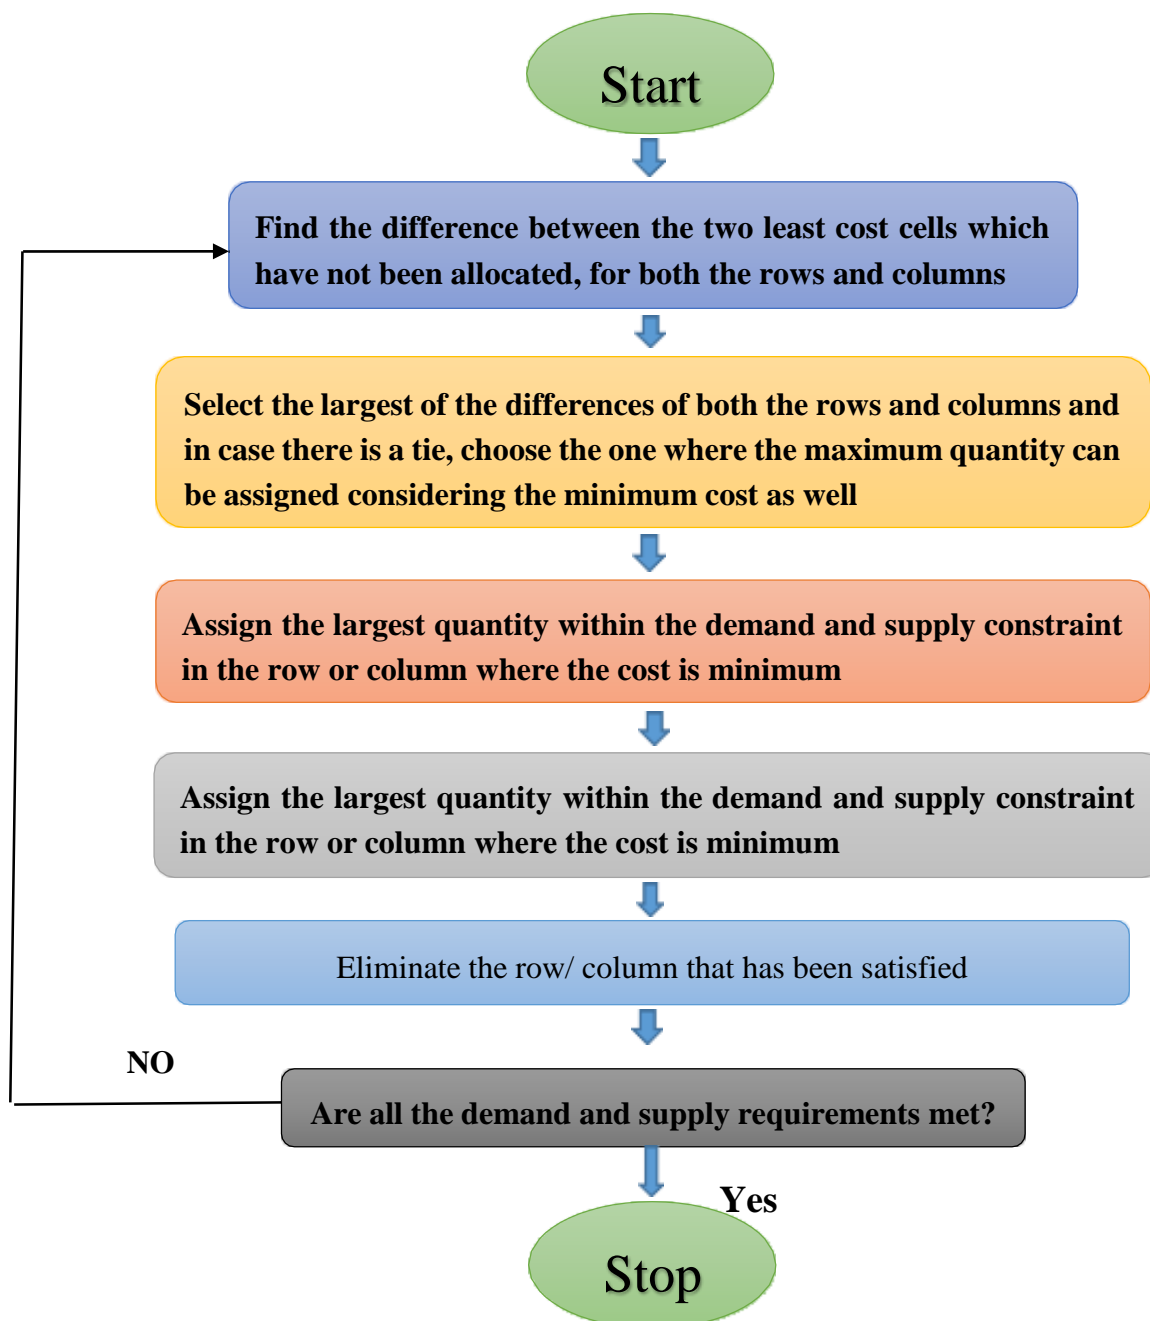 Start
Find the difference between the two least cost cells which
have not been allocated, for both the rows and columns
Select the largest of the differences of both the rows and columns and
in case there is a tie, choose the one where the maximum quantity can
be assigned considering the minimum cost as well
Assign the largest quantity within the demand and supply constraint
in the row or column where the cost is minimum
Assign the largest quantity within the demand and supply constraint
in the row or column where the cost is minimum
Eliminate the row/ column that has been satisfied
NO
Are all the demand and supply requirements met?
Yes
Stop